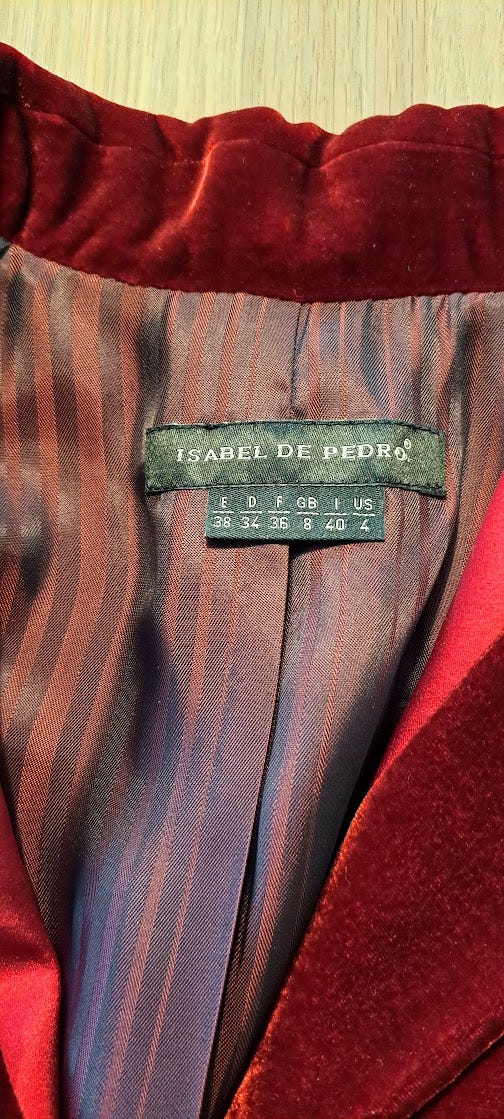 ISABEL DE PEDRO®
E D F GB I US
38 34 36 8 40 4